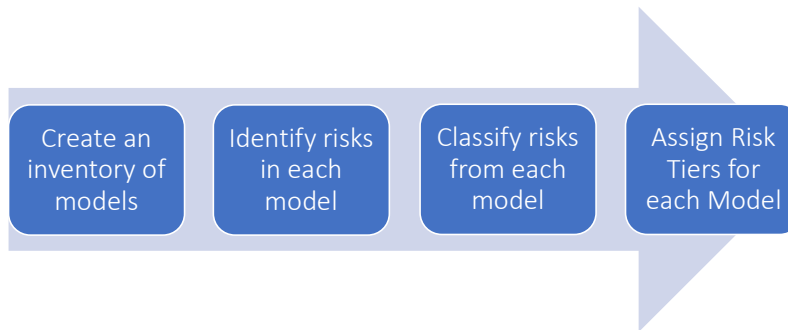 Create an
inventory of
models
Identify risks
in each
model
Classify risks
from each
model
Assign Risk
Tiers for
each Model